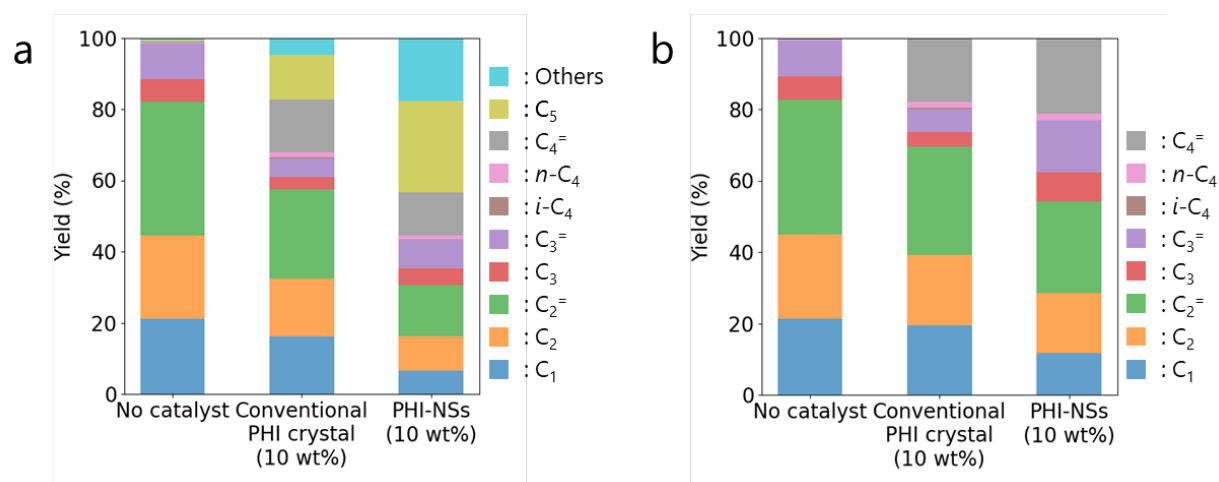 a
Yield (%)
100
80
60
40
20
0
No catalyst
Conventional
PHI crystal
(10 wt%)
PHI-NSs
(10 wt%)
: Others
: C₅
: C₄⁼
: n-C₄
: i-C₄
: C₃⁼
: C₃
: C₂⁼
: C₂
: C₁
b
Yield (%)
100
80
60
40
20
0
No catalyst
Conventional
PHI crystal
(10 wt%)
PHI-NSs
(10 wt%)
: C₄⁼
: n-C₄
: i-C₄
: C₃⁼
: C₃
: C₂⁼
: C₂
: C₁